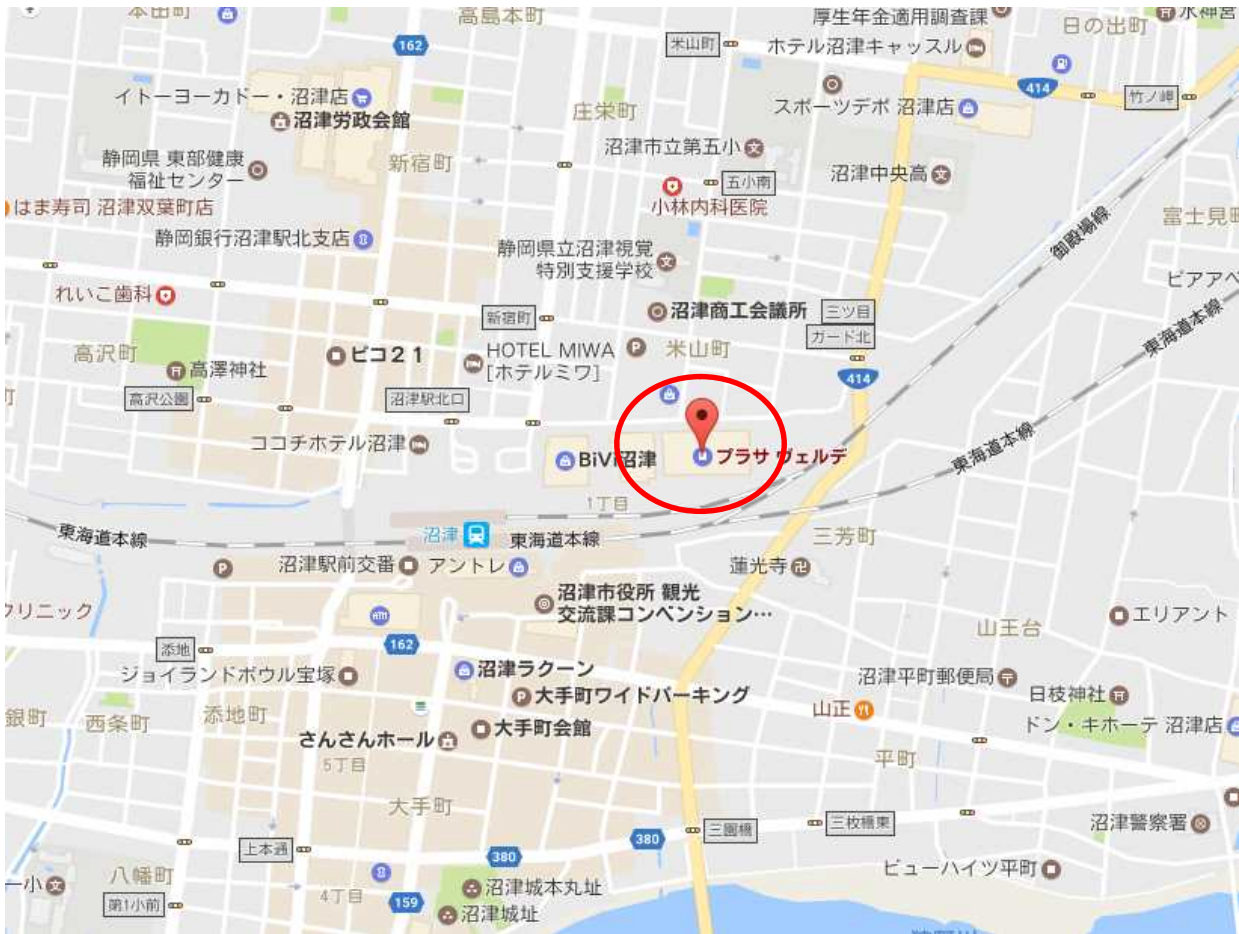 本田町
高島本町
厚生年金適用調査課
日の出町
水神宮
162
米山町
ホテル沼津キャッスル
イトーヨーカドー・沼津店
沼津労政会館
庄栄町
スポーツデポ 沼津店
414
竹ノ岬
静岡県 東部健康
福祉センター
新宿町
沼津市立第五小
五小南
沼津中央高
はま寿司 沼津双葉町店
小林内科医院
富士見町
静岡銀行沼津駅北支店
静岡県立沼津視覚
特別支援学校
御殿場線
れいこ歯科
新宿町
沼津商工会議所
三ツ目
ガード北
ピアアベ
東海道本線
高沢町
高澤神社
ピコ21
HOTEL MIWA
[ホテルミワ]
米山町
414
高沢公園
沼津駅北口
ココチホテル沼津
BiVi沼津
プラサ ヴェルデ
東海道本線
1丁目
東海道本線
沼津
東海道本線
三芳町
沼津駅前交番
アントレ
蓮光寺
クリニック
ATM
沼津市役所 観光
交流課コンベンション…
エリアント
添地
162
山王台
ジョイランドボウル宝塚
沼津ラクーン
沼津平町郵便局
銀町
西条町
添地町
大手町ワイドパーキング
山正
日枝神社
さんさんホール
大手町会館
ドン・キホーテ 沼津店
5丁目
平町
大手町
三園橋
三枚橋東
沼津警察署
上本通
380
380
一小
八幡町
4丁目
159
沼津城本丸址
ビューハイツ平町
第1小前
沼津城址